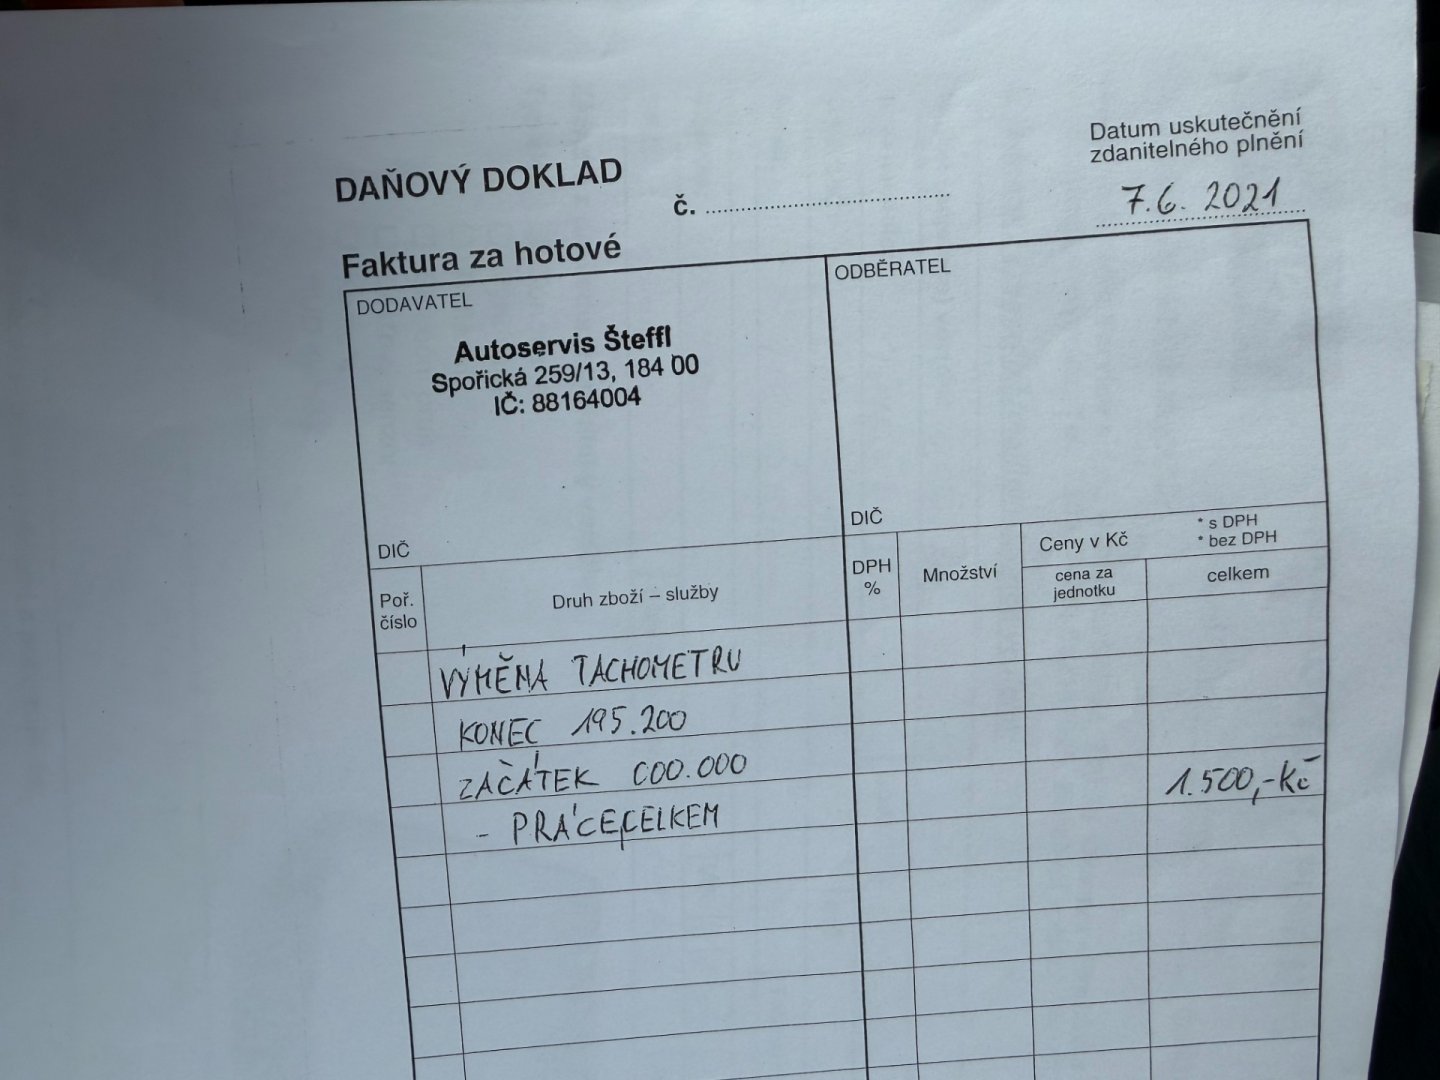 DAŇOVÝ DOKLAD
č. ........................................
Datum uskutečnění
zdanitelného plnění
7.6. 2021
Faktura za hotové
DODAVATEL
Autoservis Šteffl
Spořická 259/13, 184 00
IČ: 88164004
DIČ
ODBĚRATEL
DIČ
Poř.
číslo
Druh zboží – služby
DPH
%
Množství
Ceny v Kč
* s DPH
* bez DPH
cena za
jednotku
celkem
VÝMĚNA TACHOMETRU
KONEC 195.200
ZAČÁTEK 000.000
- PRÁCE, CELKEM
1.500,-Kč